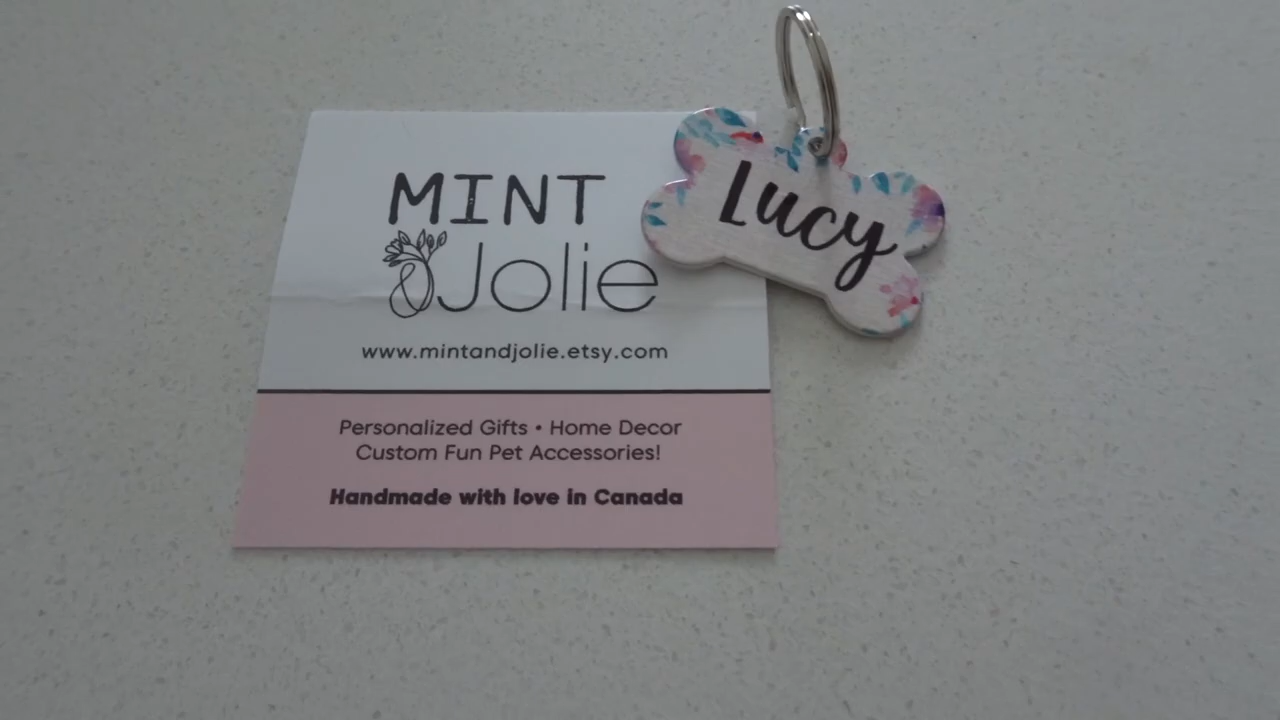 MINT
& Jolie
www.mintandjolie.etsy.com
Personalized Gifts • Home Decor
Custom Fun Pet Accessories!
Handmade with love in Canada
Lucy